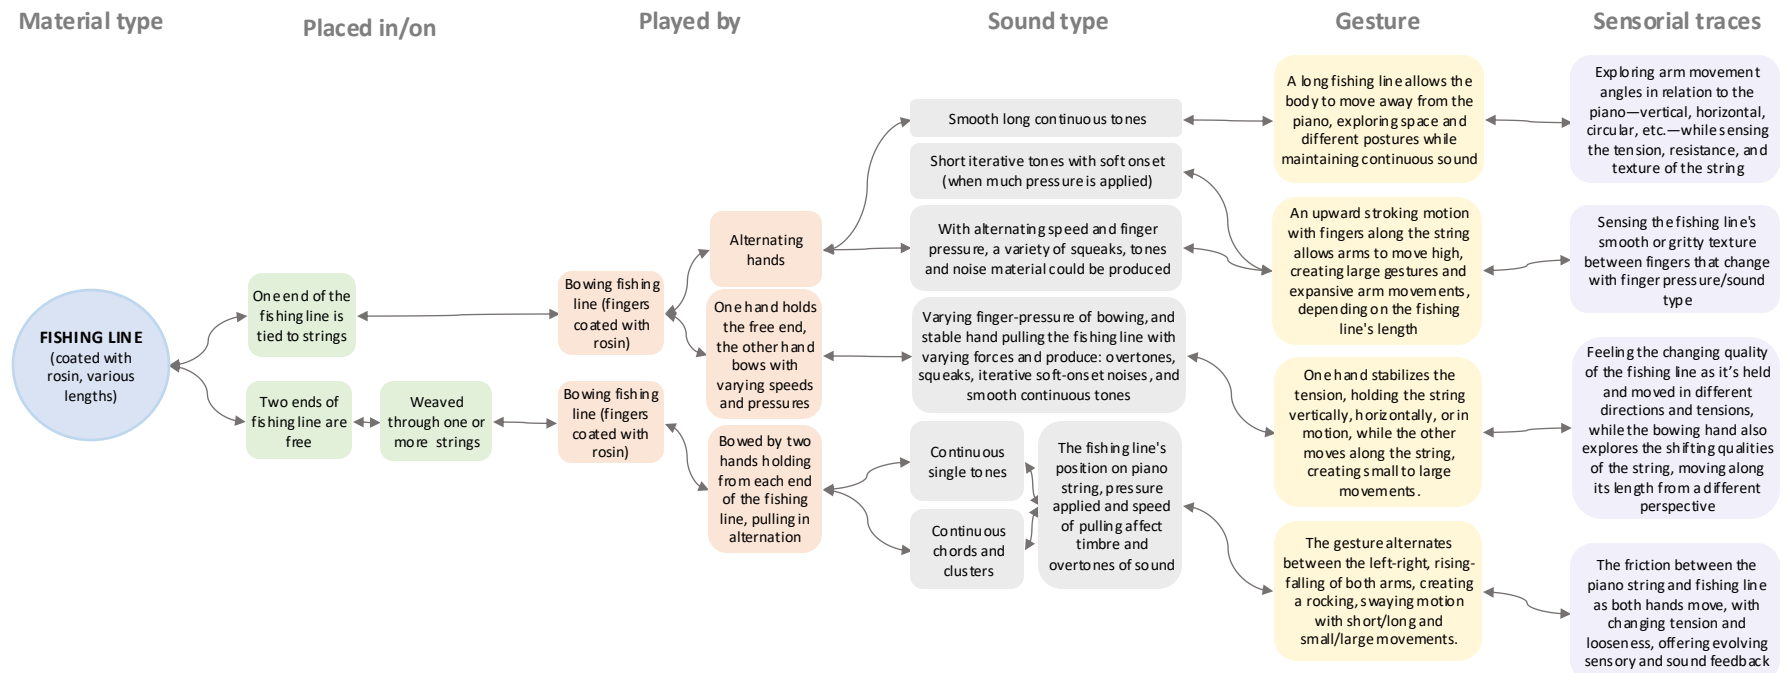 Material type
Placed in/on
Played by
Sound type
Gesture
Sensorial traces
FISHING LINE
(coated with
rosin, various
lengths)
One end of the
fishing line is
tied to strings
Two ends of
fishing line are
free
Weaved
through one or
more strings
Bowing fishing
line (fingers
coated with
rosin)
Bowing fishing
line (fingers
coated with
rosin)
Alternating
hands
One hand holds
the free end,
the other hand
bows with
varying speeds
and pressures
Bowed by two
hands holding
from each end
of the fishing
line, pulling in
alternation
Smooth long continuous tones
Short iterative tones with soft onset
(when much pressure is applied)
With alternating speed and finger
pressure, a variety of squeaks, tones
and noise material could be produced
Varying finger-pressure of bowing, and
stable hand pulling the fishing line with
varying forces and produce: overtones,
squeaks, iterative soft-onset noises, and
smooth continuous tones
Continuous
single tones
Continuous
chords and
clusters
The fishing line's
position on piano
string, pressure
applied and speed
of pulling affect
timbre and
overtones of sound
A long fishing line allows the
body to move away from the
piano, exploring space and
different postures while
maintaining continuous sound
An upward stroking motion
with fingers along the string
allows arms to move high,
creating large gestures and
expansive arm movements,
depending on the fishing
line's length
One hand stabilizes the
tension, holding the string
vertically, horizontally, or in
motion, while the other
moves along the string,
creating small to large
movements.
The gesture alternates
between the left-right, rising-
falling of both arms, creating
a rocking, swaying motion
with short/long and
small/large movements.
Exploring arm movement
angles in relation to the
piano—vertical, horizontal,
circular, etc.—while sensing
the tension, resistance, and
texture of the string
Sensing the fishing line's
smooth or gritty texture
between fingers that change
with finger pressure/sound
type
Feeling the changing quality
of the fishing line as it's held
and moved in different
directions and tensions,
while the bowing hand also
explores the shifting qualities
of the string, moving along
its length from a different
perspective
The friction between the
piano string and fishing line
as both hands move, with
changing tension and
looseness, offering evolving
sensory and sound feedback